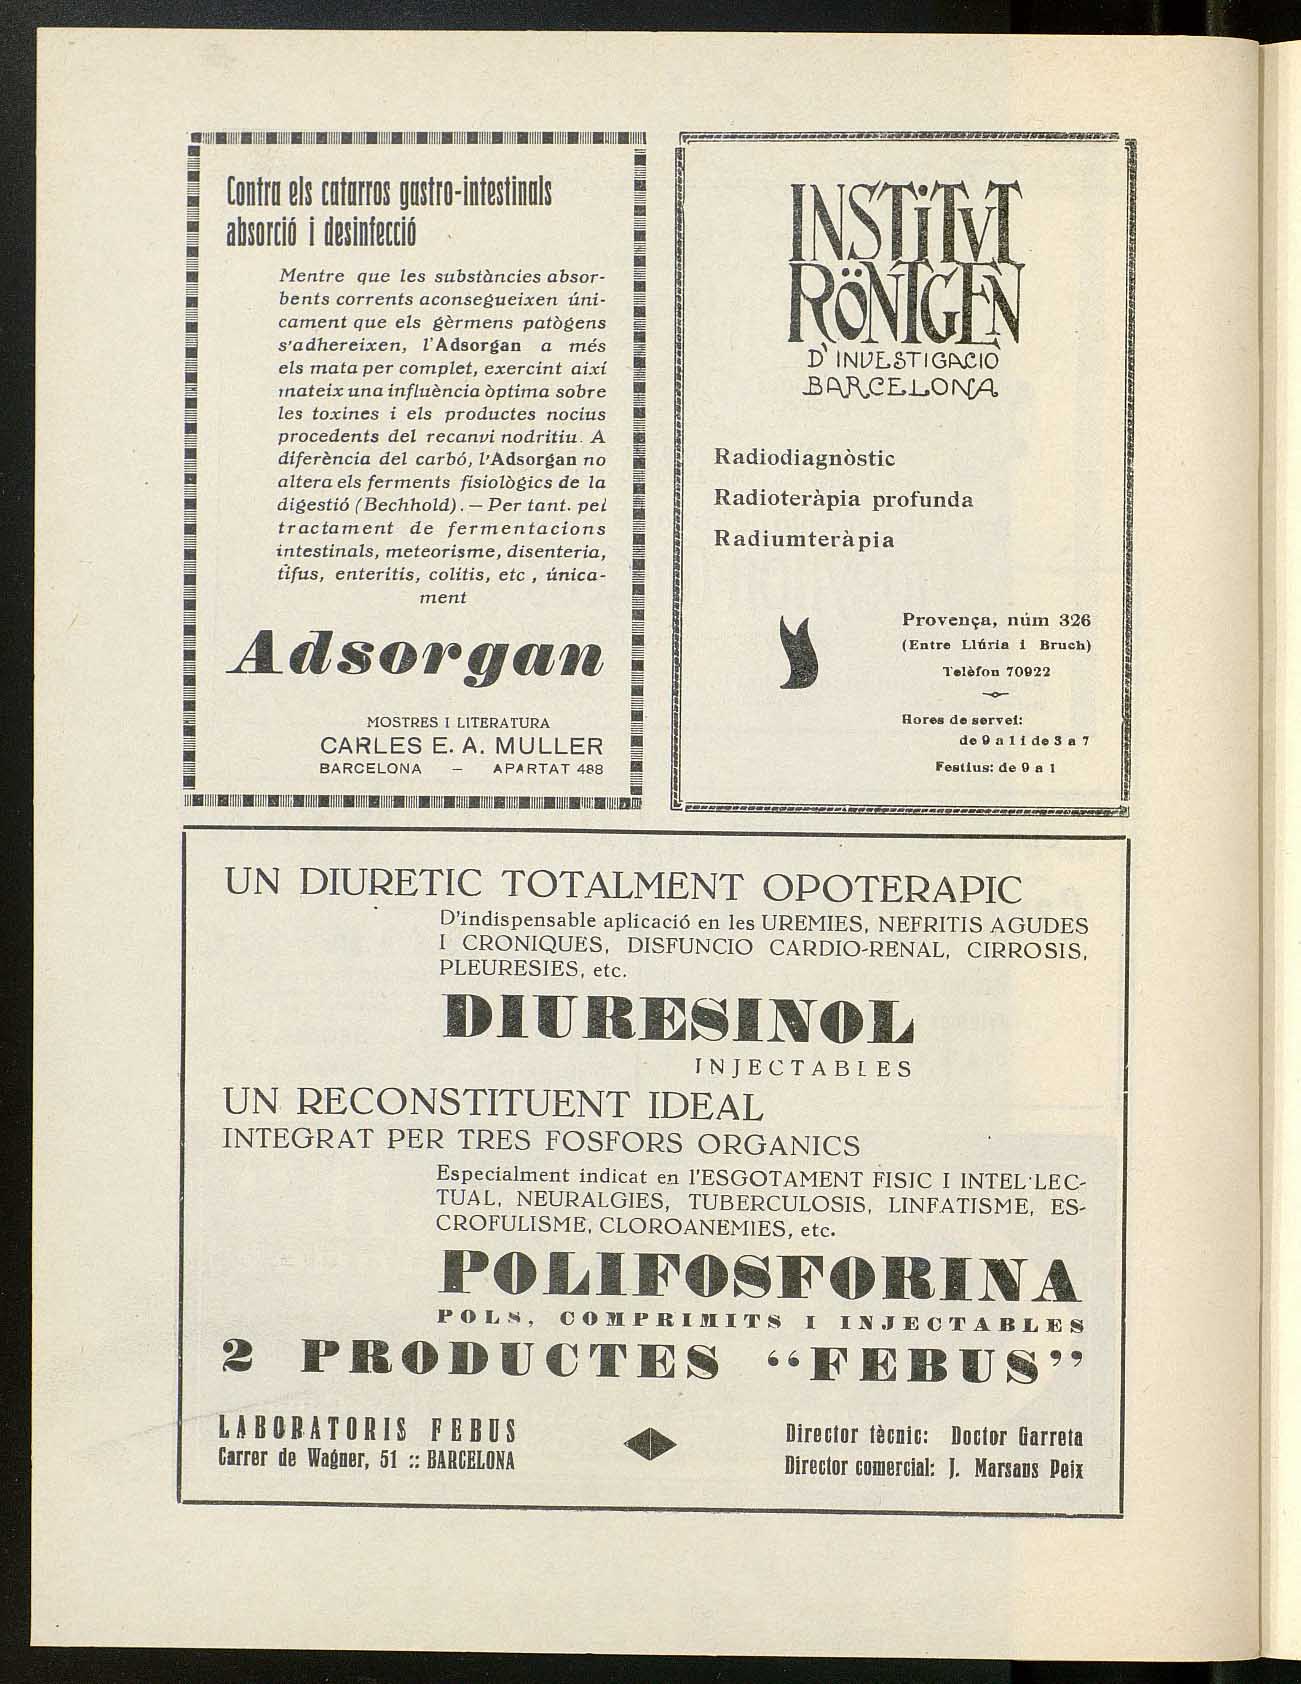 Contra els catarros gastro-intestinals
absorció i desinfecció
Mentre que les substàncies absor-
bents corrents aconsegueixen úni-
cament que els gèrmens patògens
s'adhereixen, l'Adsorgan a més
els mata per complet, exercint així
mateix una influència òptima sobre
les toxines i els productes nocius
procedents del recanvi nodritiu. A
diferència del carbó, l'Adsorgan no
altera els ferments fisiològics de la
digestió (Bechhold). — Per tant. pel
tractament de fermentacions
intestinals, meteorisme, disenteria,
tifus, enteritis, colitis, etc , única-
ment
Adsorgan
MOSTRES I LITERATURA
CARLES E. A. MULLER
BARCELONA – APARTAT 488
INSTiTVT
RÖNTGEN
D'INVESTIGACIO
BARCELONA
Radiodiagnòstic
Radioteràpia profunda
Radiumteràpia
Provença, núm 326
(Entre Llúria i Bruch)
Telèfon 70922
Hores de servei:
de 9 a 11 de 3 a 7
Festius: de 9 a 1
UN DIURETIC TOTALMENT OPOTERAPIC
D'indispensable aplicació en les UREMIES, NEFRITIS AGUDES
I CRONIQUES, DISFUNCIO CARDIO-RENAL, CIRROSIS,
PLEURESIES, etc.
DIURESINOL
INJECTABLES
UN RECONSTITUENT IDEAL
INTEGRAT PER TRES FOSFORS ORGANICS
Especialment indicat en l'ESGOTAMENT FISIC I INTEL·LEC-
TUAL, NEURALGIES, TUBERCULOSIS, LINFATISME, ES-
CROFULISME, CLOROANEMIES, etc.
POLIFOSFORINA
POLS, COMPRIMITS I INJECTABLES
2 PRODUCTES “FEBUS”
LABORATORIS FEBUS
Carrer de Wagner, 51 :: BARCELONA
Director tècnic: Doctor Garreta
Director comercial: J. Marsans Peix